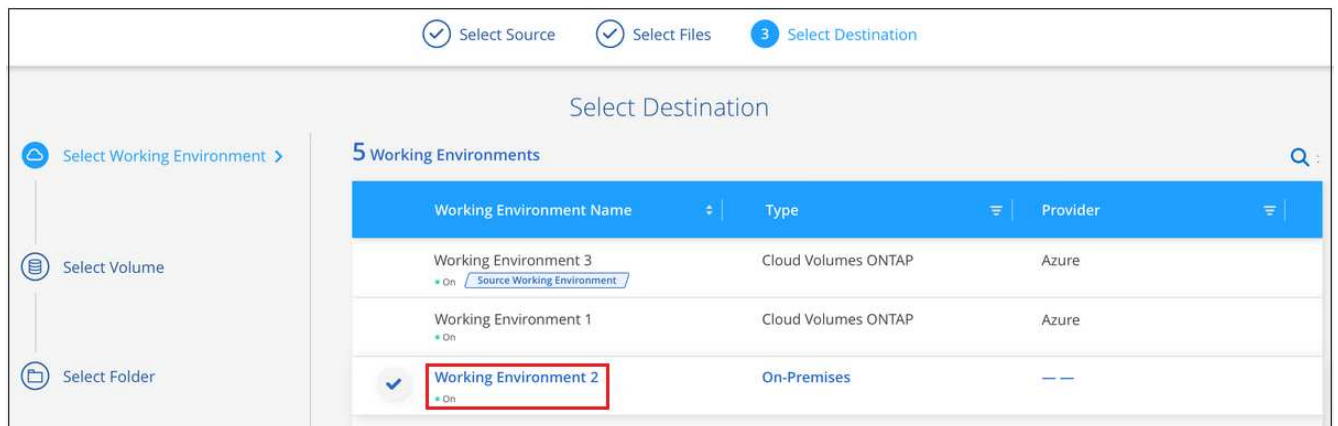 Select Source
Select Files
3 Select Destination
Select Destination
Select Working Environment >
Select Volume
Select Folder
5 Working Environments
Working Environment Name Type Provider
Working Environment 3 Cloud Volumes ONTAP Azure
On Source Working Environment
Working Environment 1 Cloud Volumes ONTAP Azure
On
Working Environment 2 On-Premises — —
On